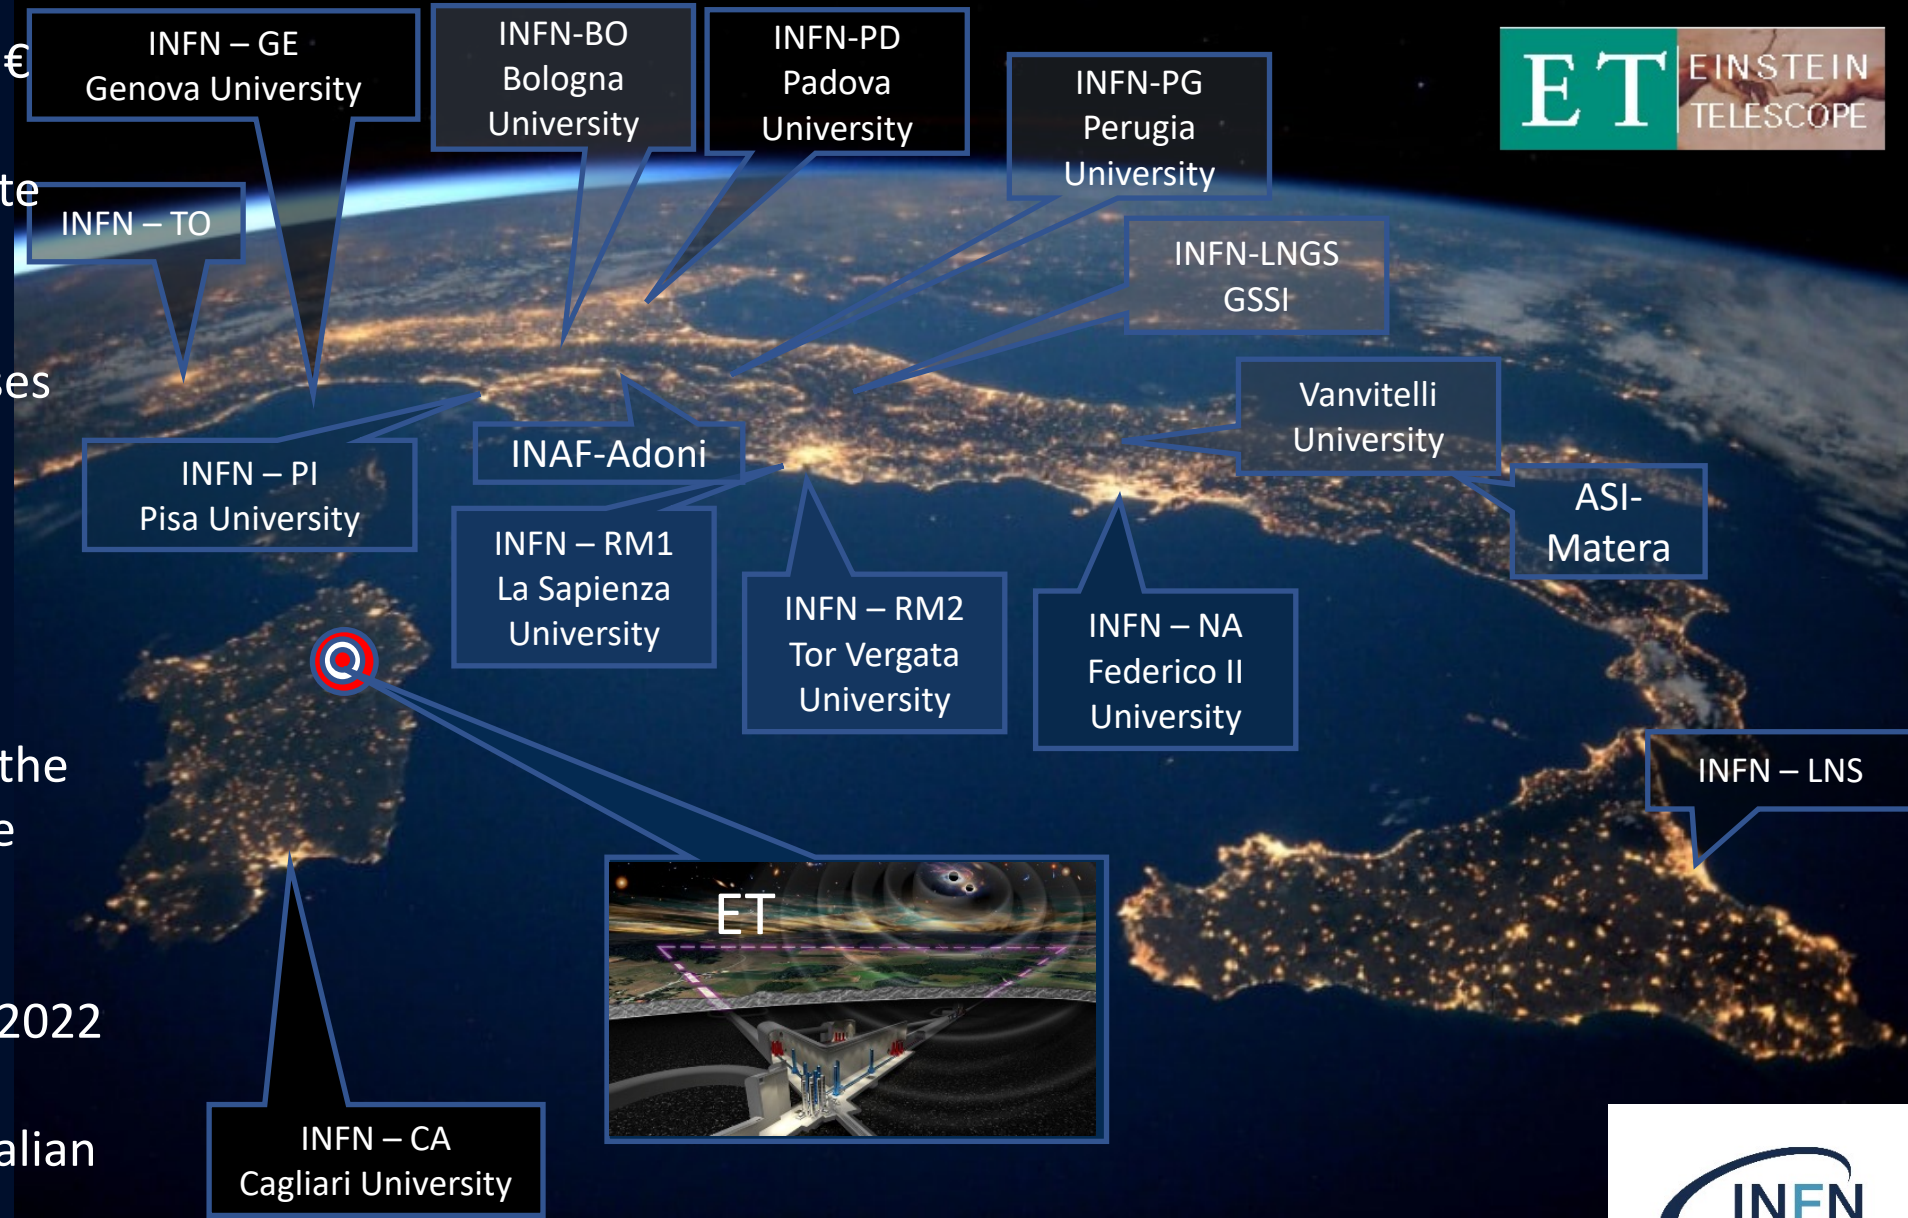 €
te
ses
the
e
2022
alian
INFN – GE
Genova University
INFN-BO
Bologna
University
INFN-PD
Padova
University
INFN-PG
Perugia
University
ET
EINSTEIN
TELESCOPE
INFN – TO
INFN-LNGS
GSSI
Vanvitelli
University
INFN – PI
Pisa University
INAF-Adoni
ASI-
Matera
INFN – RM1
La Sapienza
University
INFN – RM2
Tor Vergata
University
INFN – NA
Federico II
University
INFN – LNS
ET
INFN – CA
Cagliari University
INFN